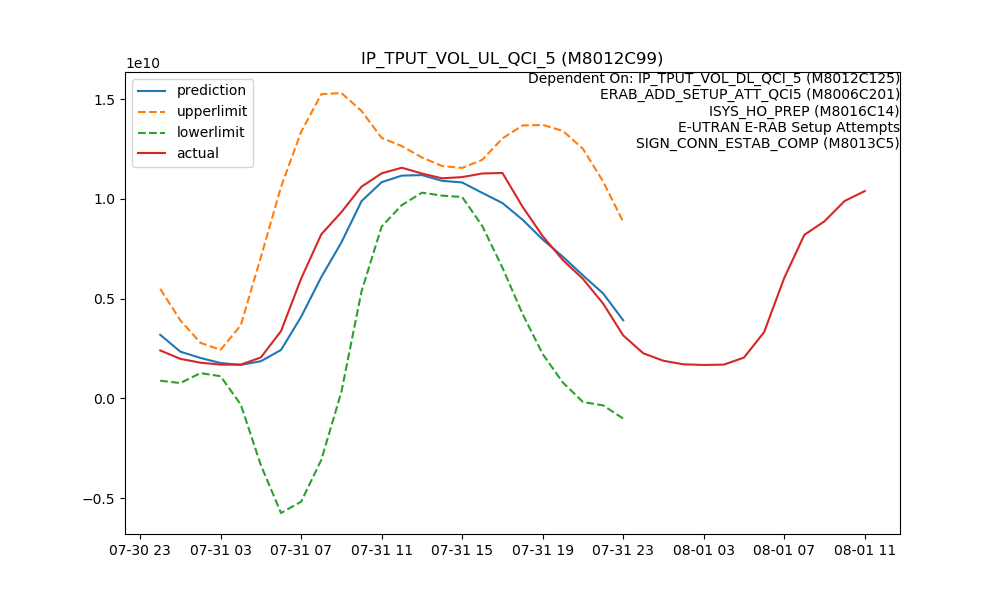 IP_TPUT_VOL_UL_QCI_5 (M8012C99)
1e10
Dependent On: IP_TPUT_VOL_DL_QCI_5 (M8012C125)
ERAB_ADD_SETUP_ATT_QCI5 (M8006C201)
ISYS_HO_PREP (M8016C14)
E-UTRAN E-RAB Setup Attempts
SIGN_CONN_ESTAB_COMP (M8013C5)
prediction
upperlimit
lowerlimit
actual
1.5
1.0
0.5
0.0
−0.5
07-30 23 07-31 03 07-31 07 07-31 11 07-31 15 07-31 19 07-31 23 08-01 03 08-01 07 08-01 11